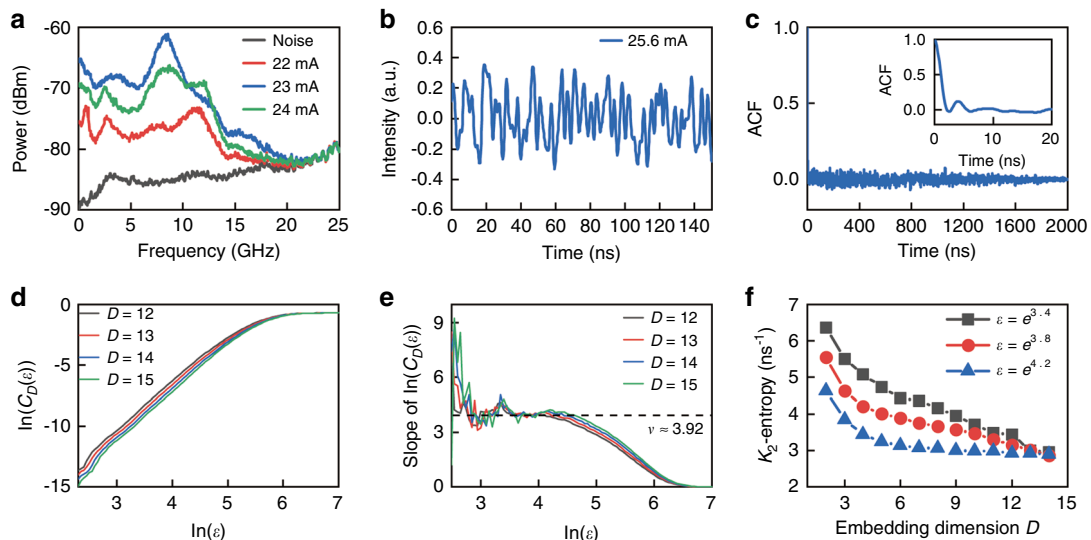 a
-60
-70
-80
-90
Power (dBm)
0 5 10 15 20 25
Frequency (GHz)
Noise
22 mA
23 mA
24 mA
b
0.6
0.4
0.2
0.0
-0.2
-0.4
-0.6
Intensity (a.u.)
0 20 40 60 80 100 120 140
Time (ns)
25.6 mA
c
1.0
0.5
0.0
ACF
0 400 800 1200 1600 2000
Time (ns)
1.0
0.5
0.0
ACF
0 10 20
Time (ns)
d
0
-5
-10
-15
ln(C_D(ε))
3 4 5 6 7
ln(ε)
D = 12
D = 13
D = 14
D = 15
e
9
6
3
0
Slope of ln(C_D(ε))
3 4 5 6 7
ln(ε)
D = 12
D = 13
D = 14
D = 15
v ≈ 3.92
f
7
6
5
4
3
2
K₂-entropy (ns⁻¹)
3 6 9 12 15
Embedding dimension D
ε = e³·⁴
ε = e³·⁸
ε = e⁴·²